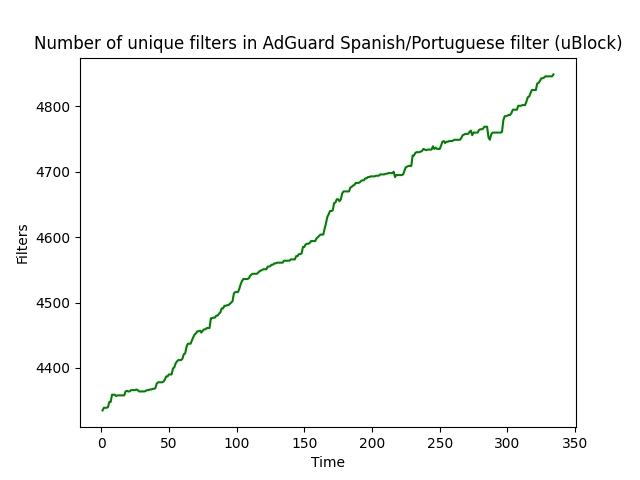 Number of unique filters in AdGuard Spanish/Portuguese filter (uBlock)
Filters
4800
4700
4600
4500
4400
0 50 100 150 200 250 300 350
Time